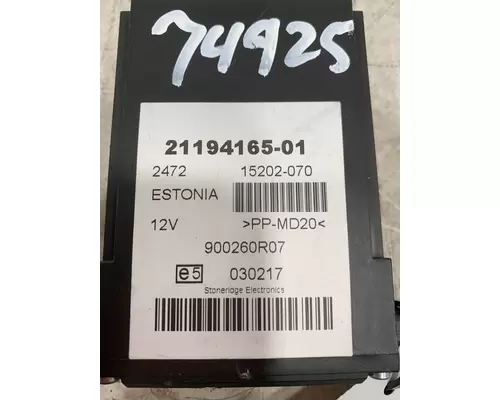 74925
21194165-01
2472 15202-070
ESTONIA
12V >PP-MD20<
900260R07
e5 030217
Stoneridge Electronics